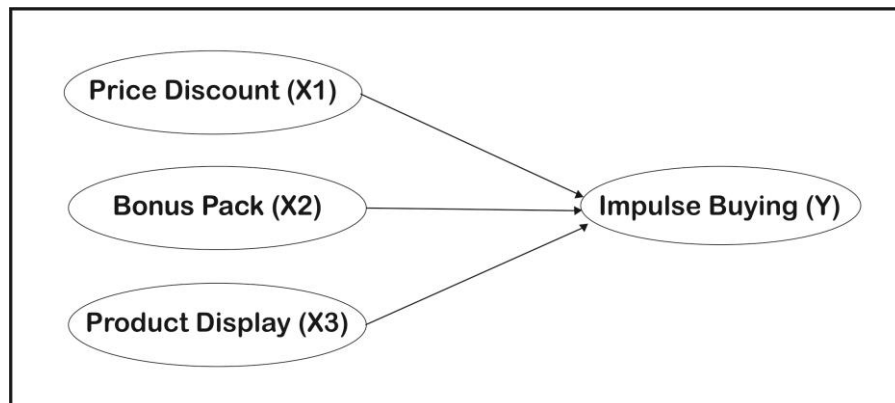 Price Discount (X1)
Bonus Pack (X2)
Impulse Buying (Y)
Product Display (X3)